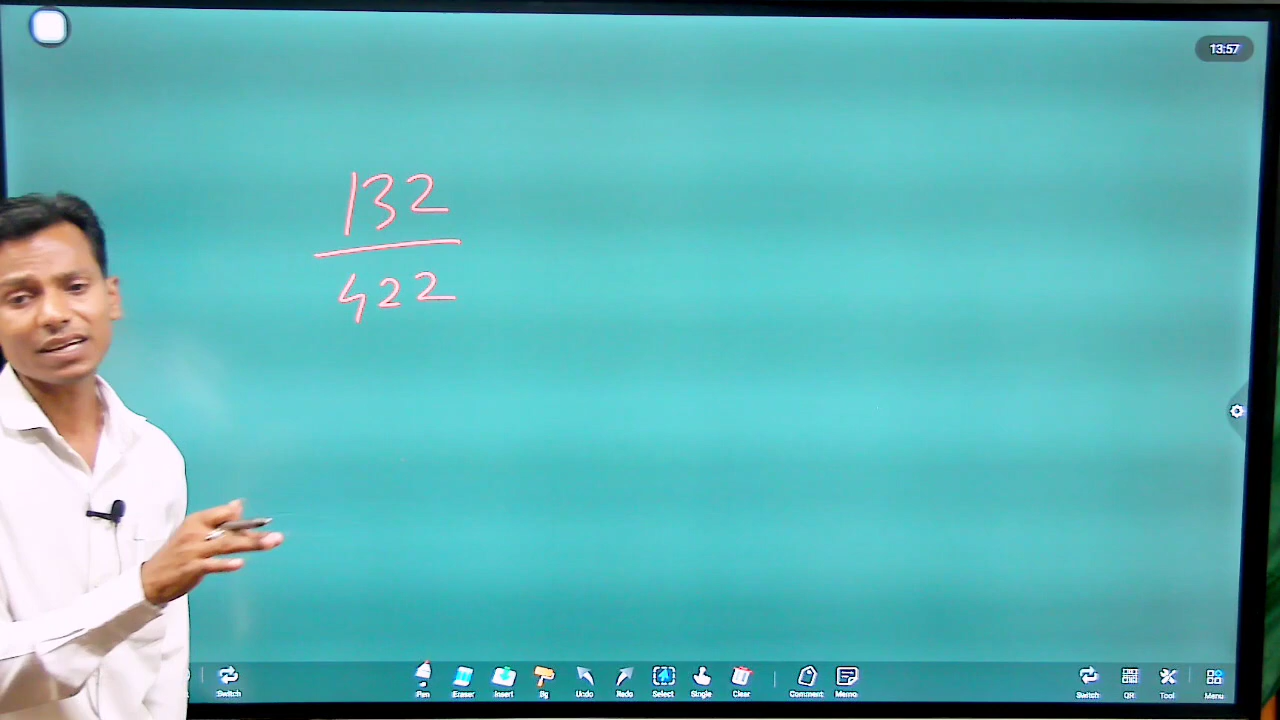 13:57
132
422
Switch Pen Eraser Insert Bg Undo Redo Select Single Clear Comment Memo Switch QR Tool Menu